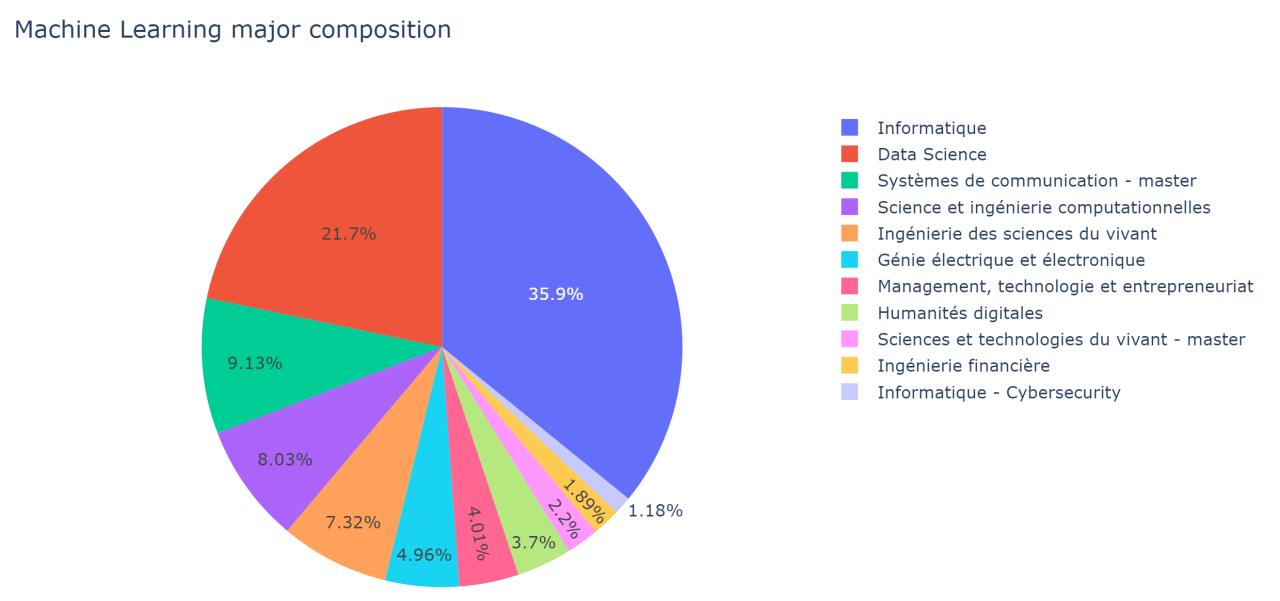 Machine Learning major composition
Informatique
Data Science
Systèmes de communication - master
Science et ingénierie computationnelles
Ingénierie des sciences du vivant
Génie électrique et électronique
Management, technologie et entrepreneuriat
Humanités digitales
Sciences et technologies du vivant - master
Ingénierie financière
Informatique - Cybersecurity
35.9%
21.7%
9.13%
8.03%
7.32%
4.96%
4.01%
3.7%
2.2%
1.89%
1.18%